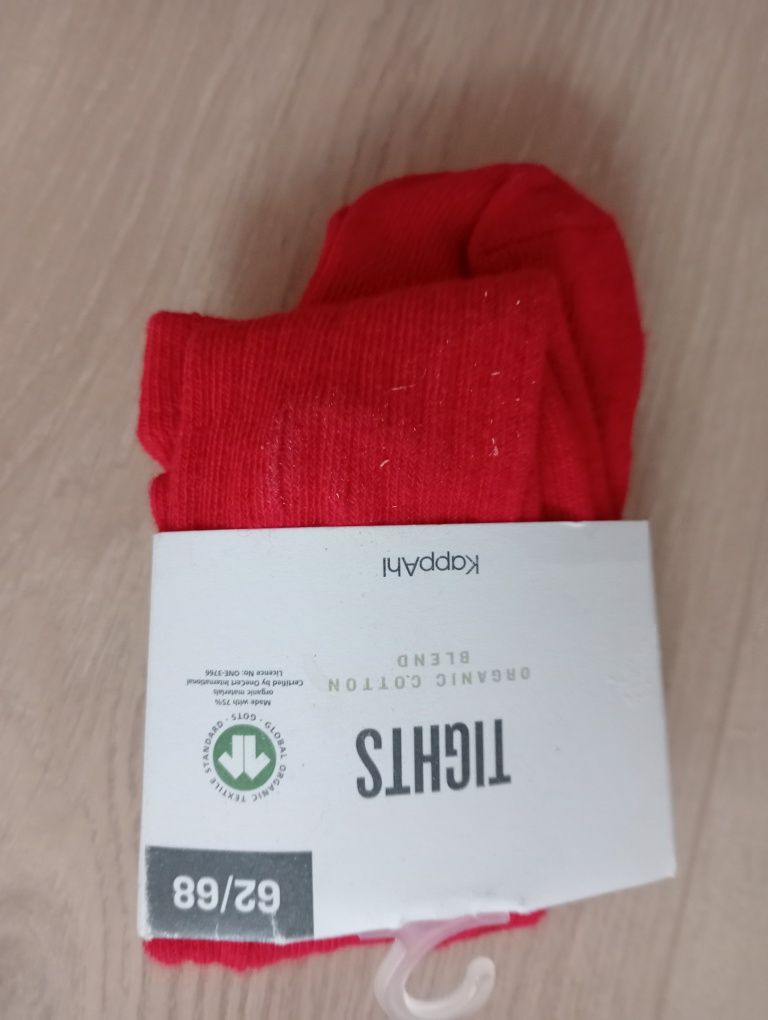 62/68
TIGHTS
ORGANIC COTTON
BLEND
GLOBAL ORGANIC TEXTILE STANDARD · GOTS ·
Made with 75%
organic materials
Certified by OneCert International
Licence No: ONE-3766
KappAhl